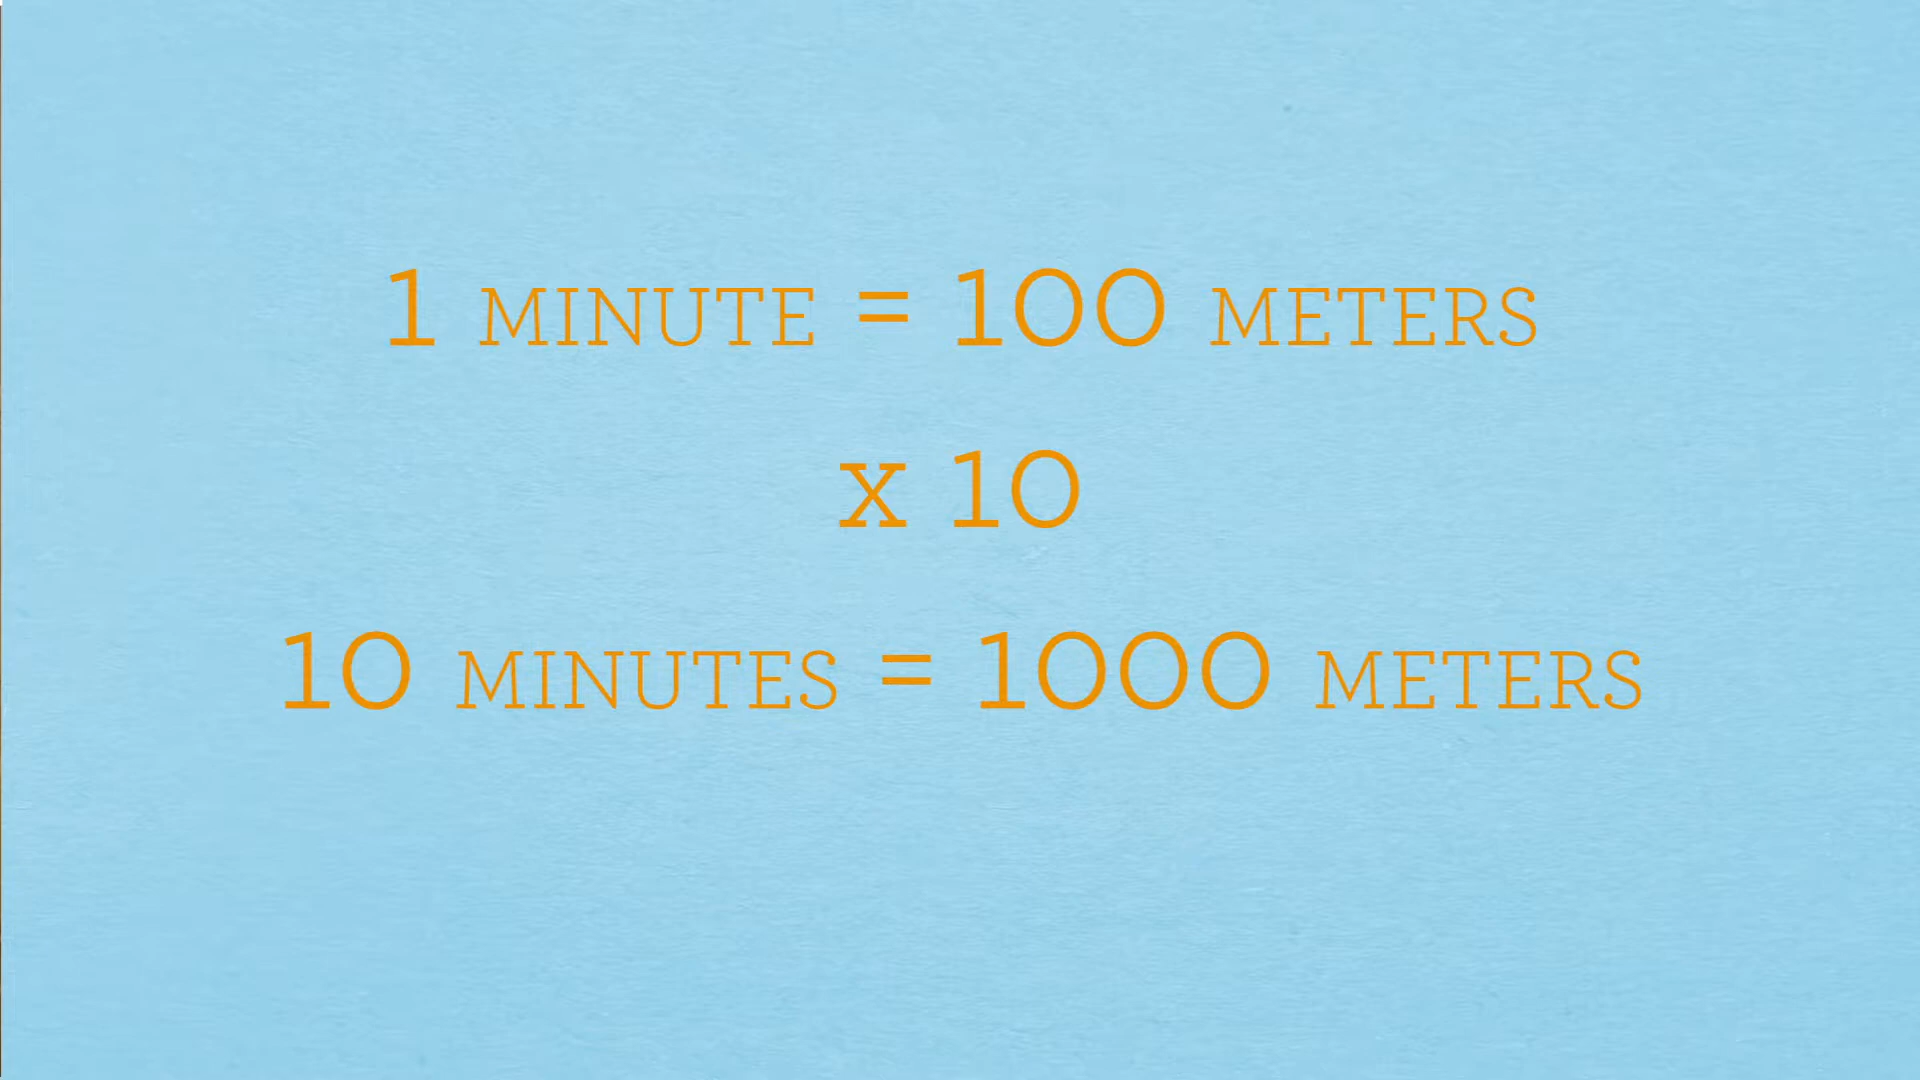 1 MINUTE = 100 METERS
x 10
10 MINUTES = 1000 METERS